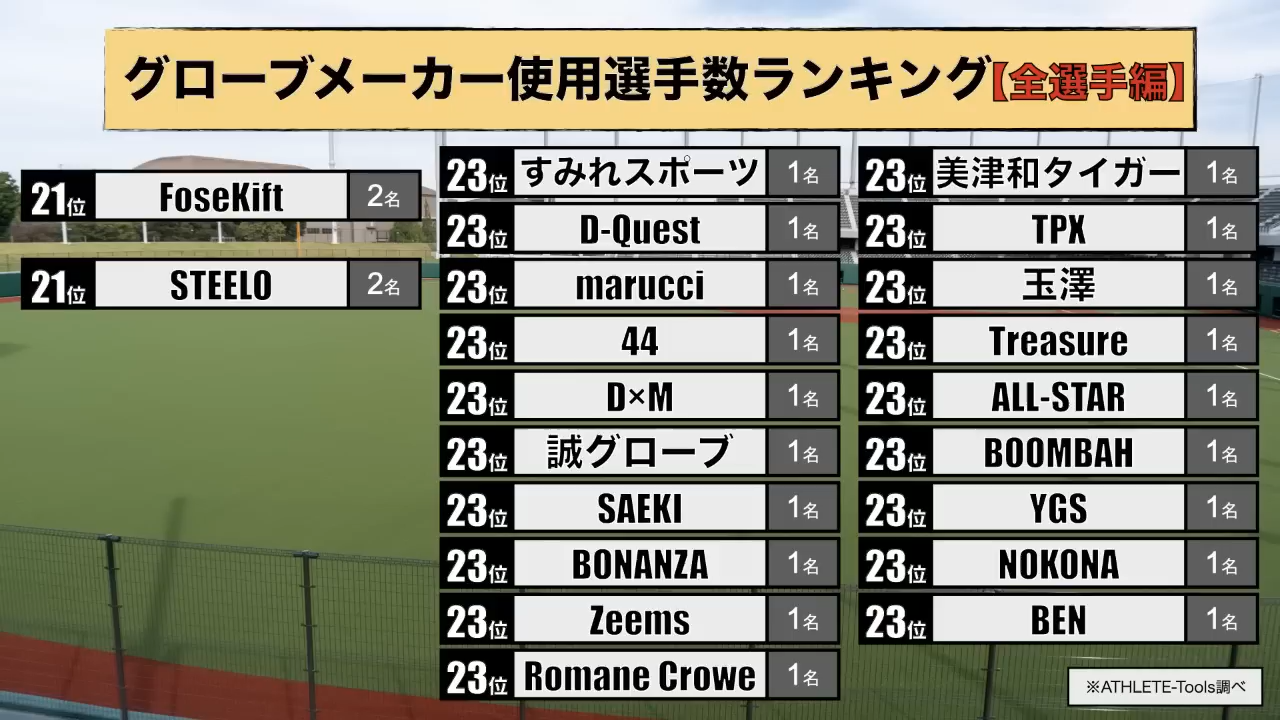 グローブメーカー使用選手数ランキング【全選手編】
21位 FoseKift 2名
21位 STEELO 2名
23位 すみれスポーツ 1名
23位 D-Quest 1名
23位 marucci 1名
23位 44 1名
23位 D×M 1名
23位 誠グローブ 1名
23位 SAEKI 1名
23位 BONANZA 1名
23位 Zeems 1名
23位 Romane Crowe 1名
23位 美津和タイガー 1名
23位 TPX 1名
23位 玉澤 1名
23位 Treasure 1名
23位 ALL-STAR 1名
23位 BOOMBAH 1名
23位 YGS 1名
23位 NOKONA 1名
23位 BEN 1名
※ATHLETE-Tools調べ